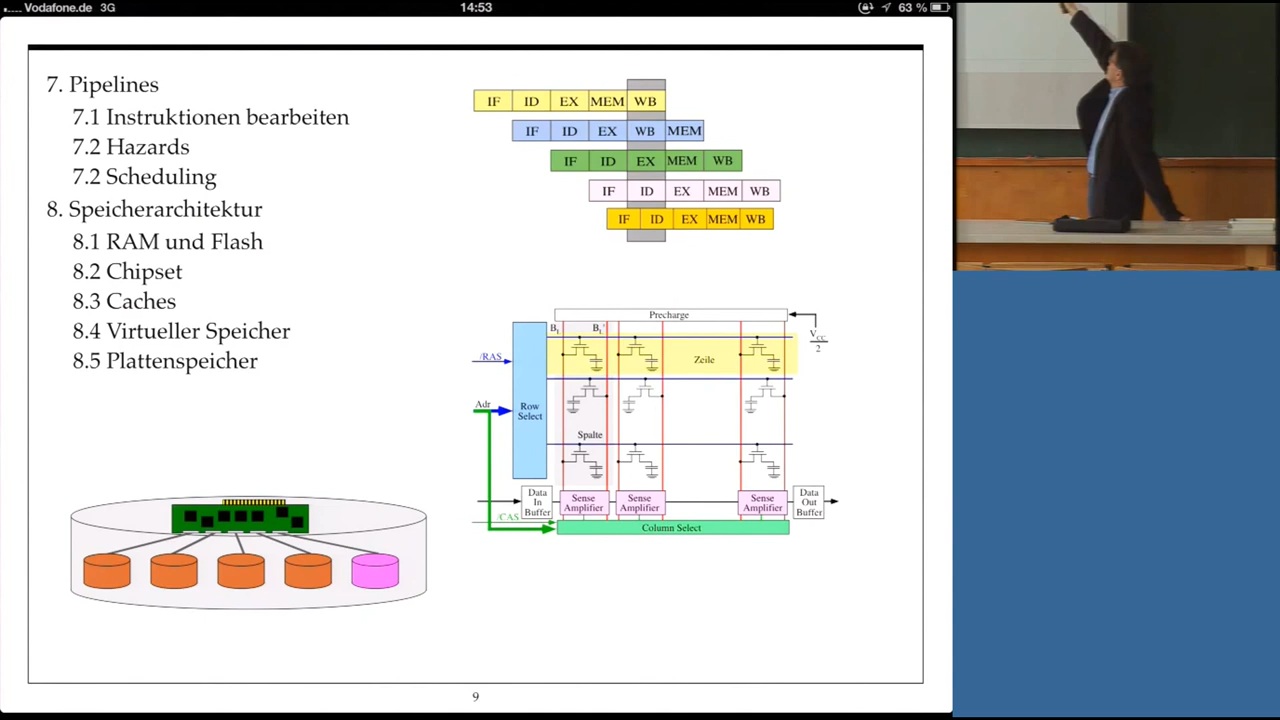 Vodafone.de 3G 14:53 63 %
7. Pipelines
7.1 Instruktionen bearbeiten
7.2 Hazards
7.2 Scheduling
8. Speicherarchitektur
8.1 RAM und Flash
8.2 Chipset
8.3 Caches
8.4 Virtueller Speicher
8.5 Plattenspeicher
IF ID EX MEM WB
IF ID EX WB MEM
IF ID EX MEM WB
IF ID EX MEM WB
IF ID EX MEM WB
Precharge
BL BL'
VCC
2
/RAS
Zeile
Adr
Row
Select
Spalte
Data
In
Buffer
Sense
Amplifier
Sense
Amplifier
Sense
Amplifier
Data
Out
Buffer
/CAS
Column Select
9